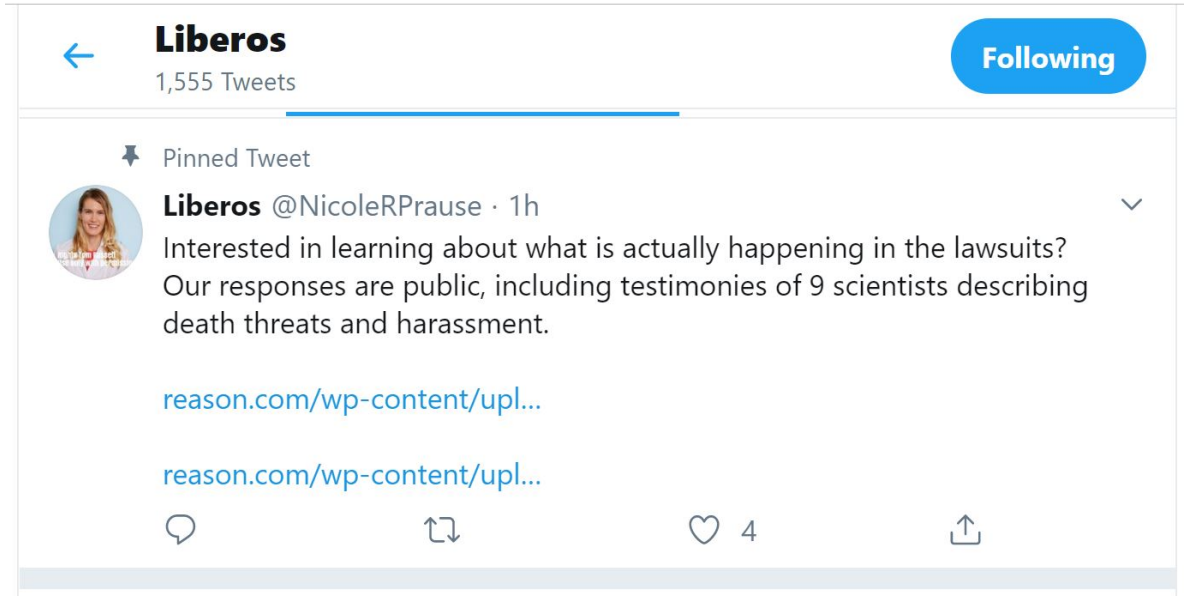 Liberos
1,555 Tweets
Following
Pinned Tweet
Liberos @NicoleRPrause · 1h
Interested in learning about what is actually happening in the lawsuits?
Our responses are public, including testimonies of 9 scientists describing
death threats and harassment.
reason.com/wp-content/upl...
reason.com/wp-content/upl...
4